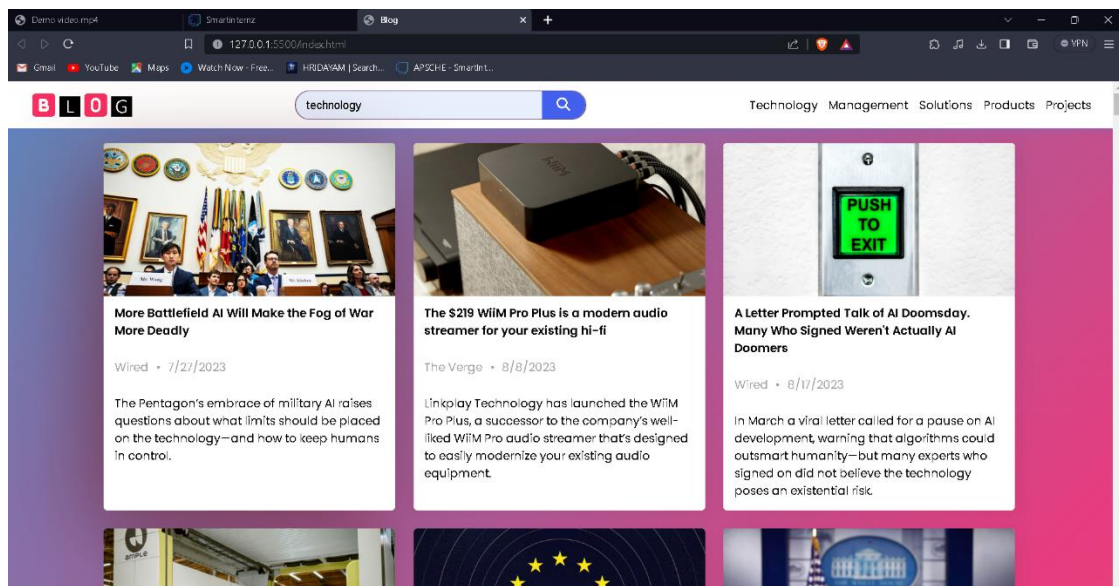 Demo video.mp4
Smartinternz
Blog
127.0.0.1:5500/index.html
VPN
Gmail
YouTube
Maps
Watch Now - Free...
HRIDAYAM | Search...
APSCHE - SmartInt...
BLOG
technology
Technology Management Solutions Products Projects
WiiM
PUSH
TO
EXIT
More Battlefield AI Will Make the Fog of War
More Deadly
Wired • 7/27/2023
The Pentagon's embrace of military AI raises
questions about what limits should be placed
on the technology—and how to keep humans
in control.
The $219 WiiM Pro Plus is a modern audio
streamer for your existing hi-fi
The Verge • 8/8/2023
Linkplay Technology has launched the WiiM
Pro Plus, a successor to the company's well-
liked WiiM Pro audio streamer that's designed
to easily modernize your existing audio
equipment.
A Letter Prompted Talk of AI Doomsday.
Many Who Signed Weren't Actually AI
Doomers
Wired • 8/17/2023
In March a viral letter called for a pause on AI
development, warning that algorithms could
outsmart humanity—but many experts who
signed on did not believe the technology
poses an existential risk.
ample